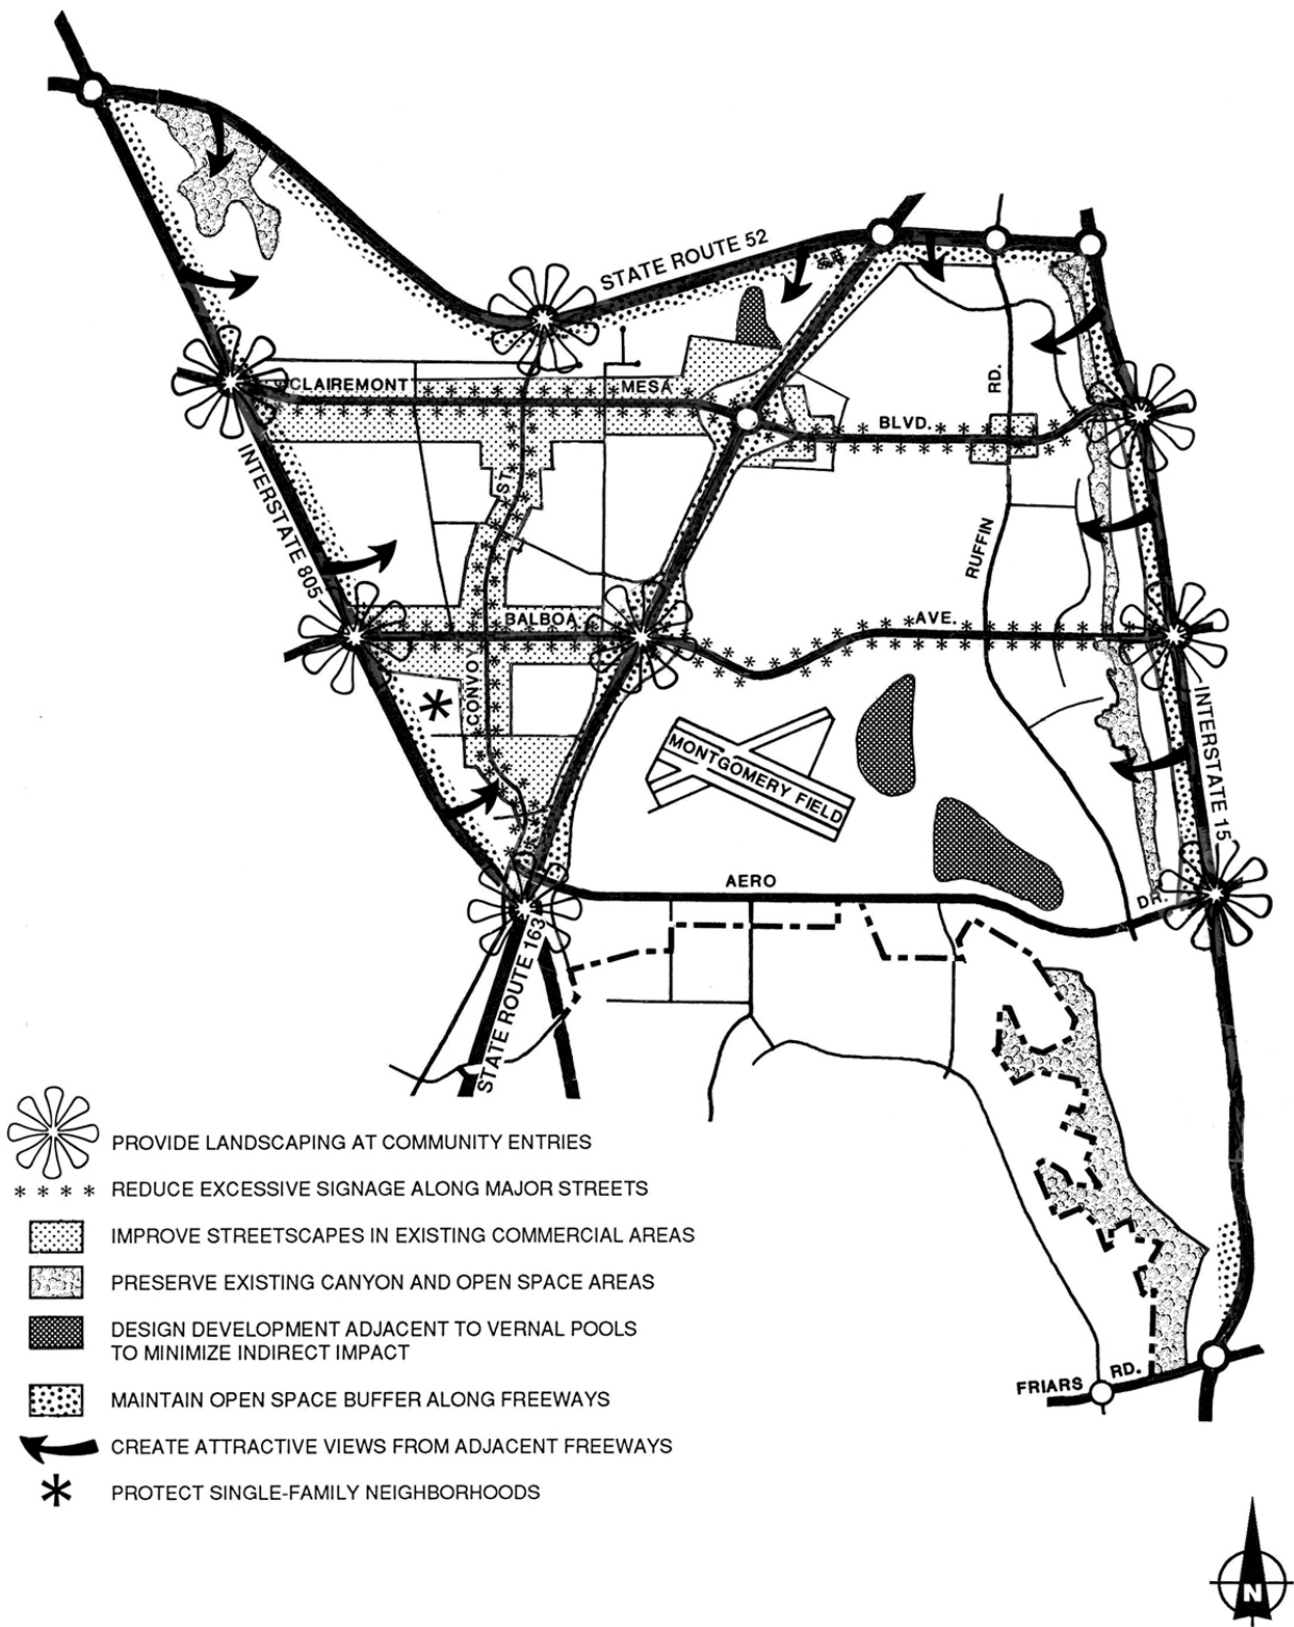 STATE ROUTE 52
CLAIREMONT
MESA
BLVD.
RD.
RUFFIN
ST.
INTERSTATE 805
BALBOA
AVE.
CONVOY
MONTGOMERY FIELD
INTERSTATE 15
AERO
DR.
STATE ROUTE 163
FRIARS
RD.
PROVIDE LANDSCAPING AT COMMUNITY ENTRIES
REDUCE EXCESSIVE SIGNAGE ALONG MAJOR STREETS
IMPROVE STREETSCAPES IN EXISTING COMMERCIAL AREAS
PRESERVE EXISTING CANYON AND OPEN SPACE AREAS
DESIGN DEVELOPMENT ADJACENT TO VERNAL POOLS
TO MINIMIZE INDIRECT IMPACT
MAINTAIN OPEN SPACE BUFFER ALONG FREEWAYS
CREATE ATTRACTIVE VIEWS FROM ADJACENT FREEWAYS
PROTECT SINGLE-FAMILY NEIGHBORHOODS
N